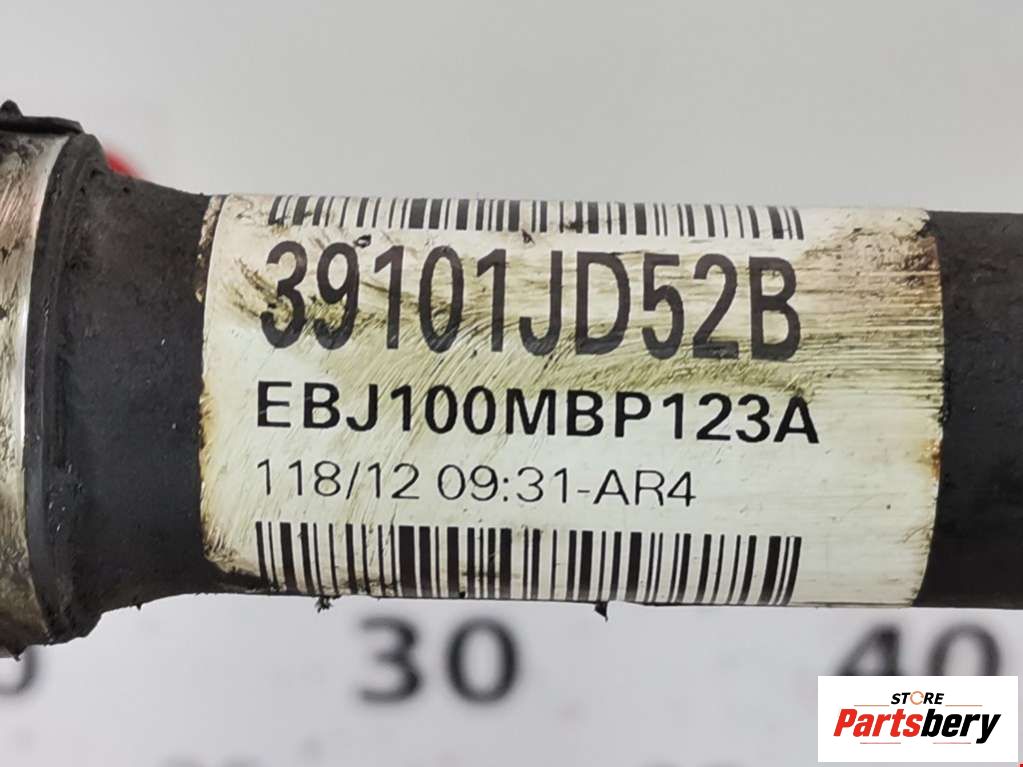 39101JD52B
EBJ100MBP123A
118/12 09:31-AR4
30
40
STORE
Partsbery